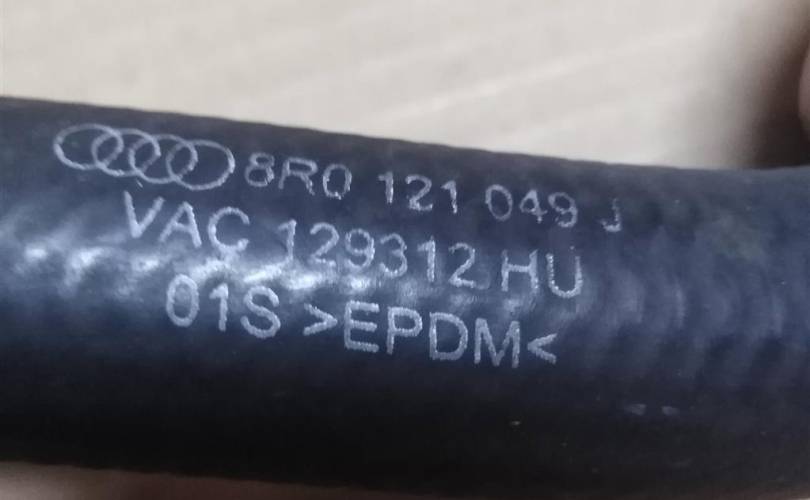 8R0 121 049 J
VAC 129312 HU
01S >EPDM<